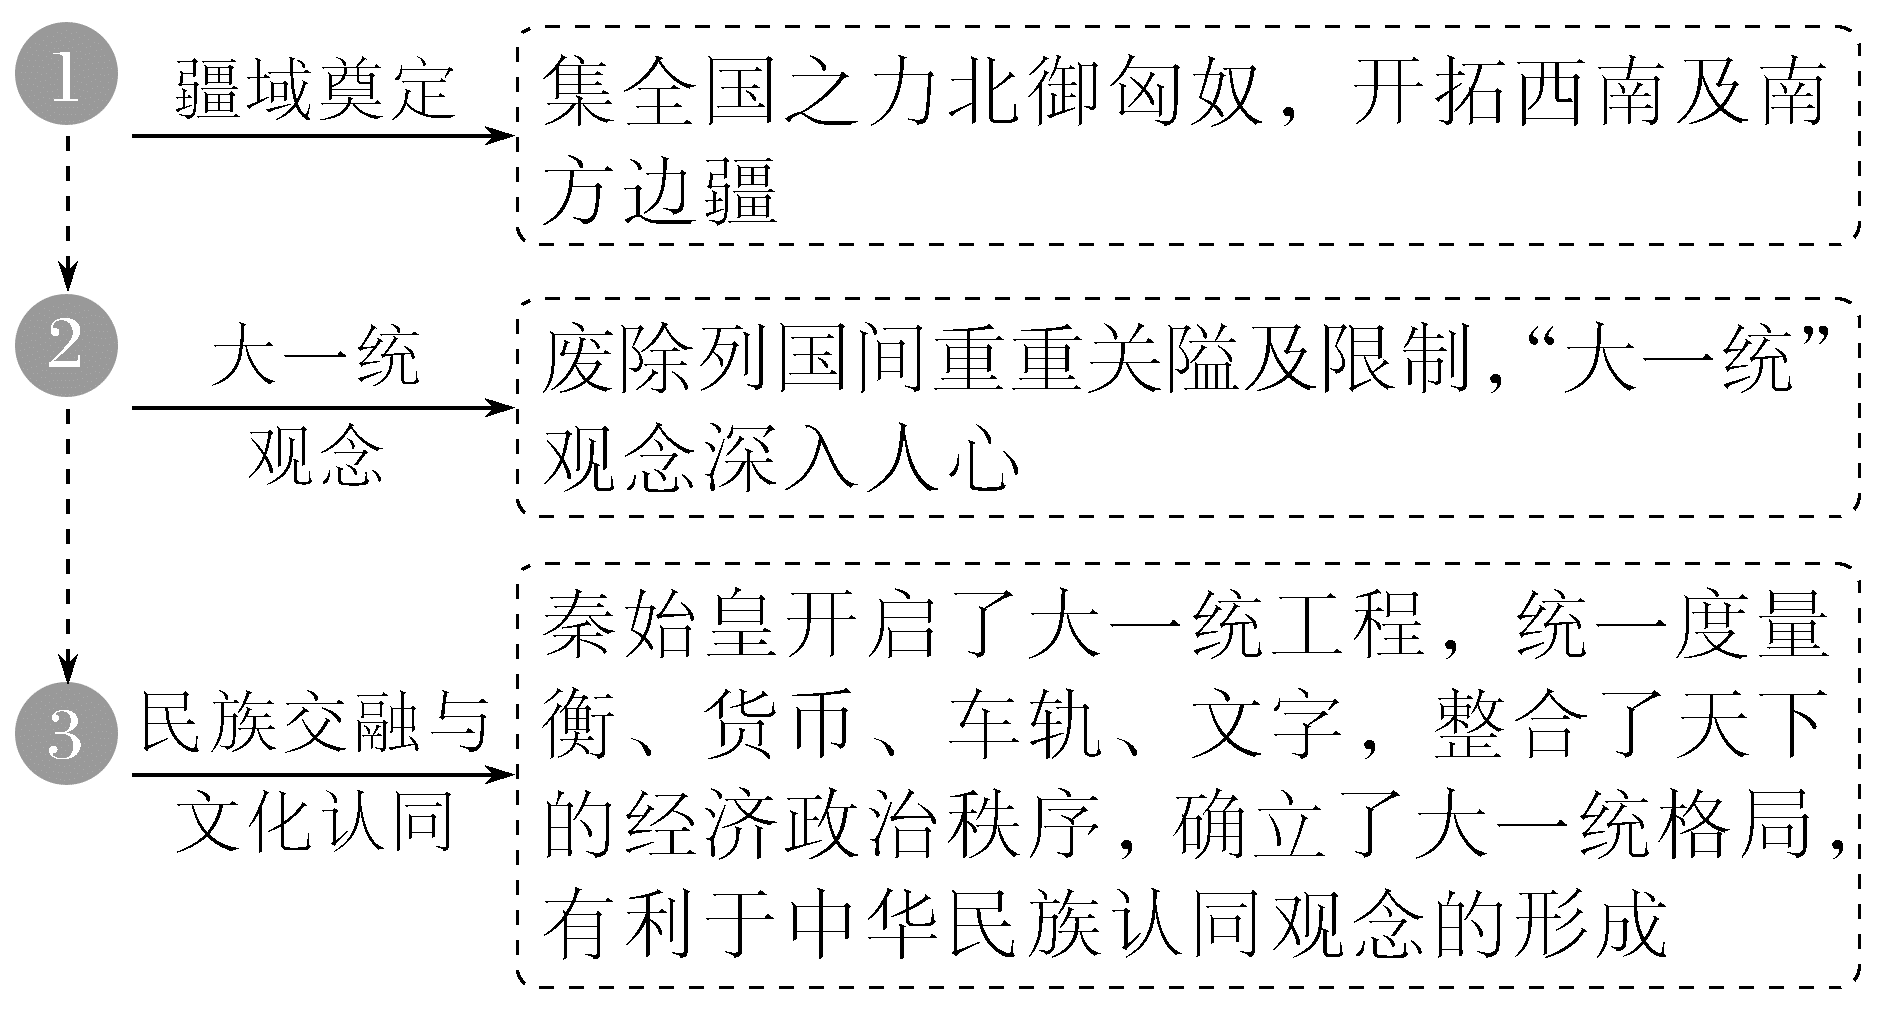 1
疆域奠定
集全国之力北御匈奴，开拓西南及南
方边疆
2
大一统
观念
废除列国间重重关隘及限制，“大一统”
观念深入人心
3
民族交融与
文化认同
秦始皇开启了大一统工程，统一度量
衡、货币、车轨、文字，整合了天下
的经济政治秩序，确立了大一统格局，
有利于中华民族认同观念的形成